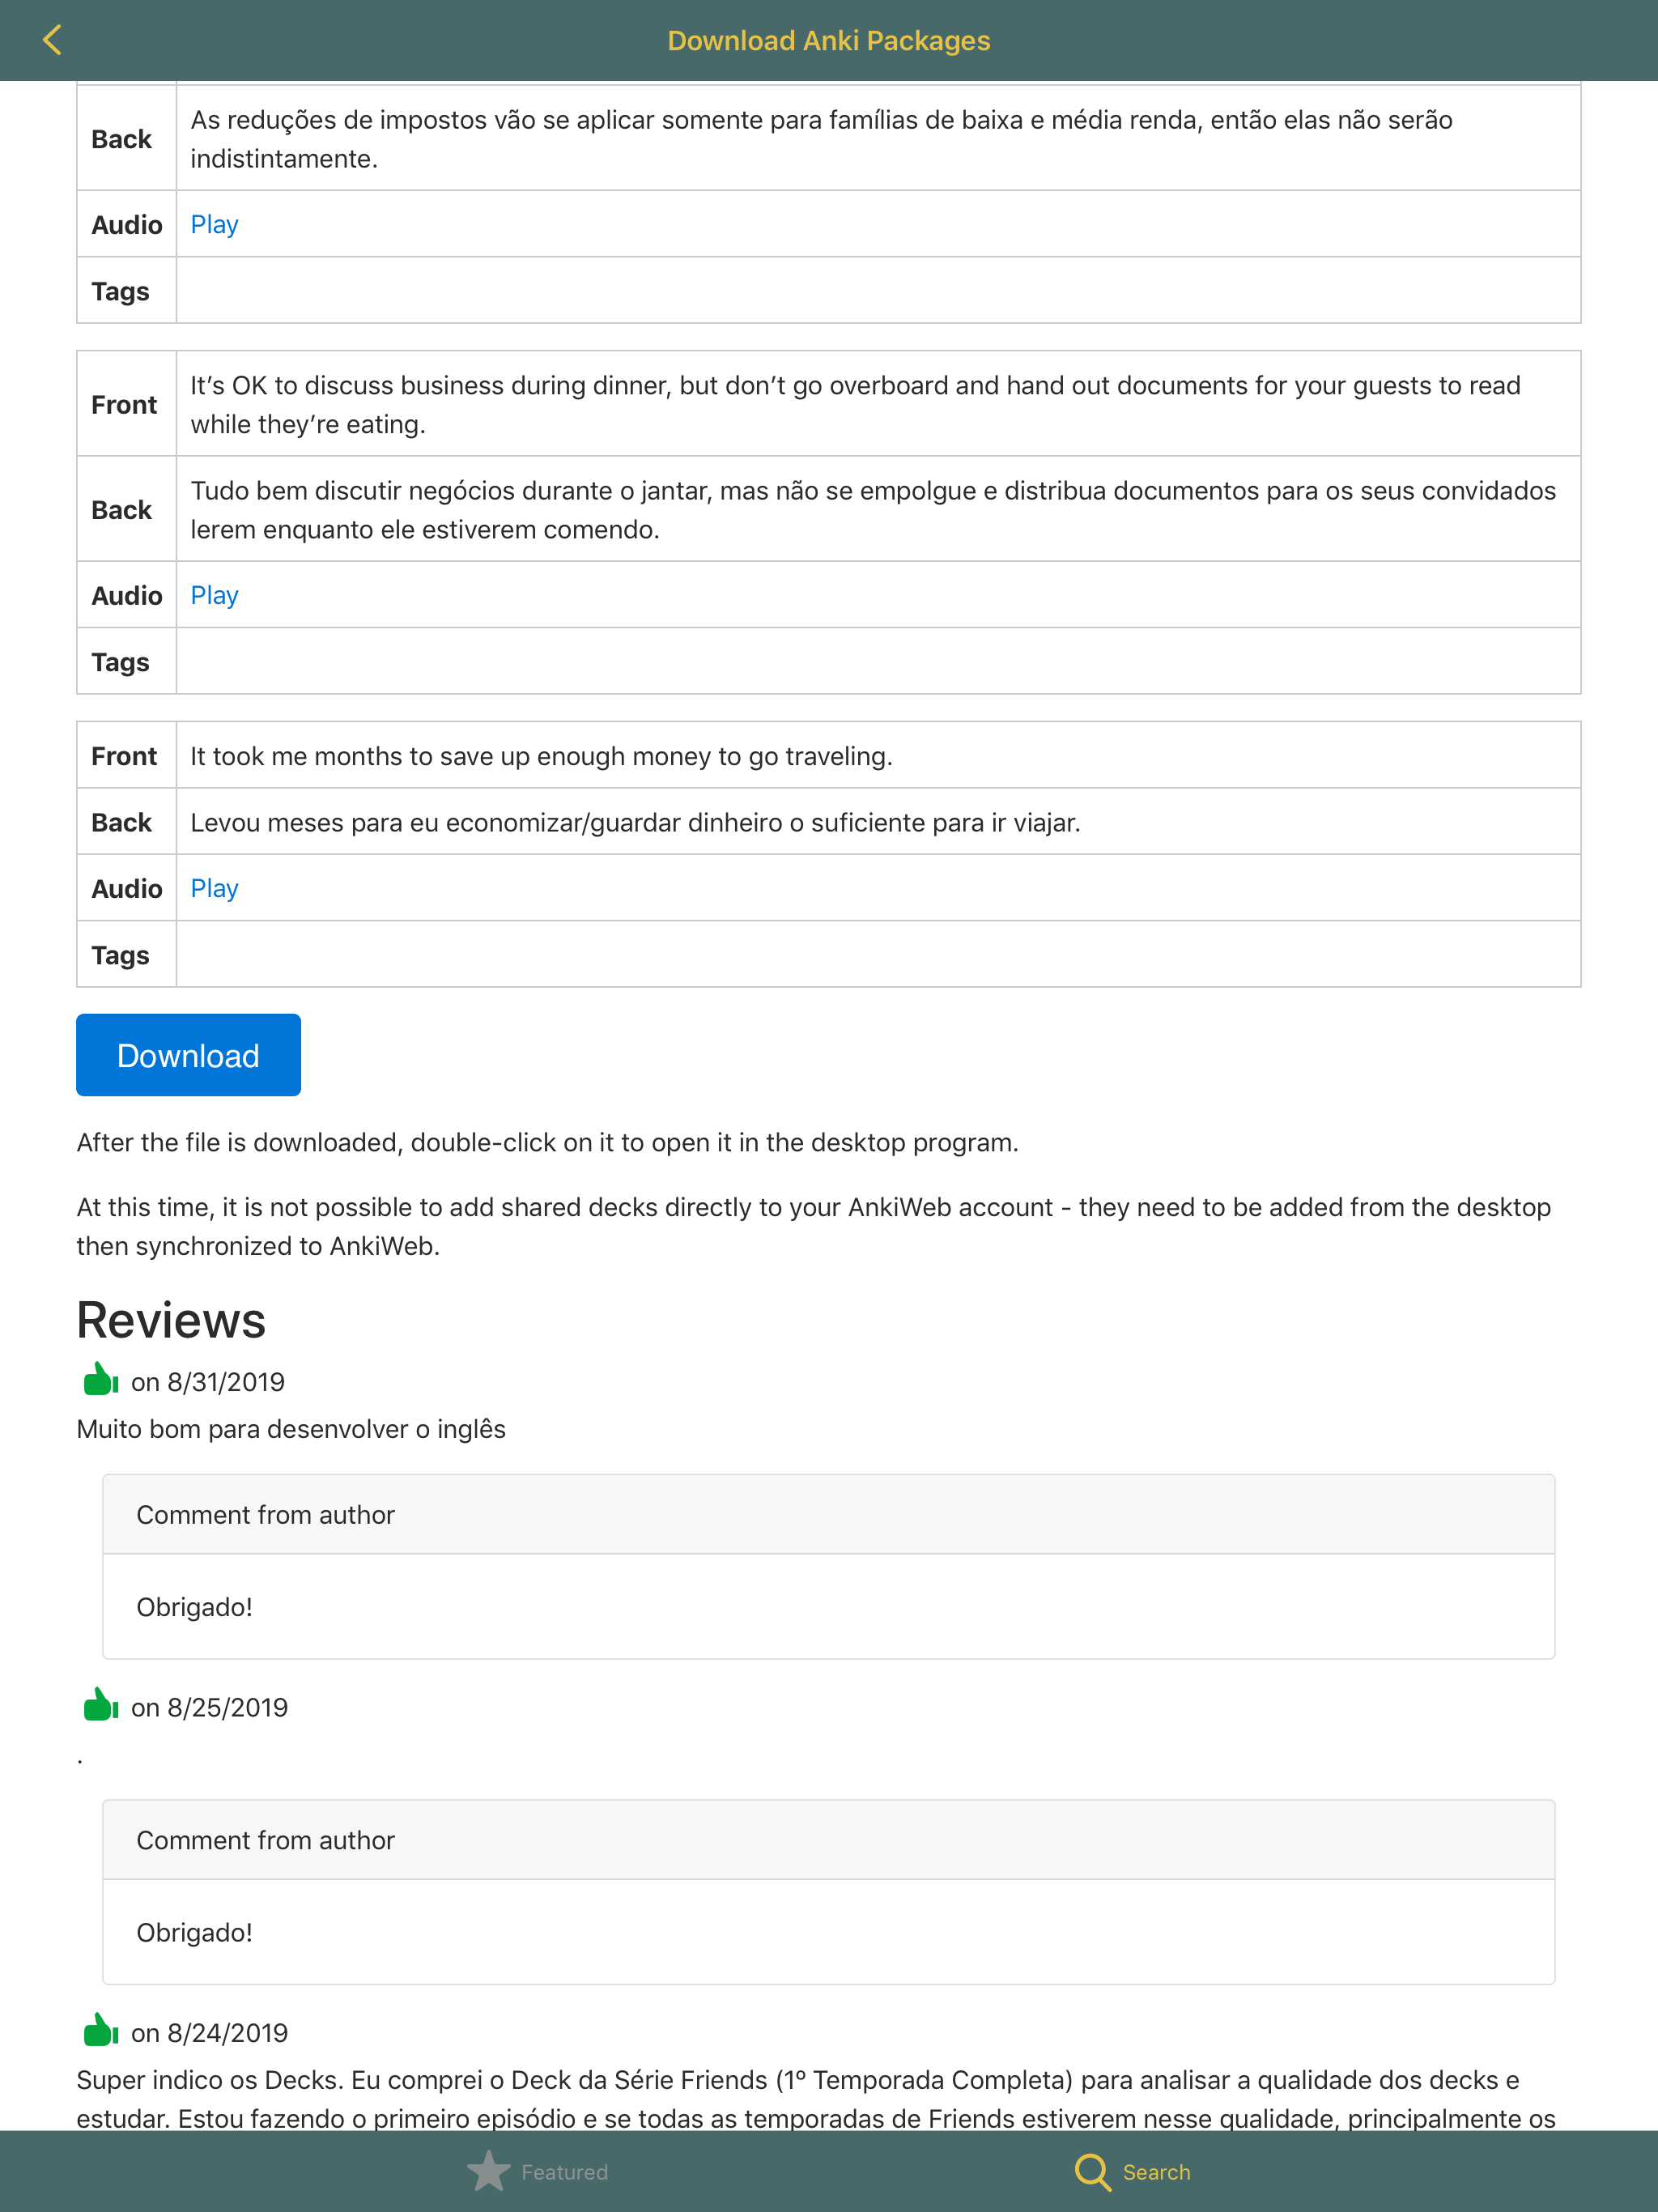 Download Anki Packages
Back
As reduções de impostos vão se aplicar somente para famílias de baixa e média renda, então elas não serão
indistintamente.
Audio Play
Tags
Front
It’s OK to discuss business during dinner, but don’t go overboard and hand out documents for your guests to read
while they’re eating.
Back
Tudo bem discutir negócios durante o jantar, mas não se empolgue e distribua documentos para os seus convidados
lerem enquanto ele estiverem comendo.
Audio Play
Tags
Front It took me months to save up enough money to go traveling.
Back Levou meses para eu economizar/guardar dinheiro o suficiente para ir viajar.
Audio Play
Tags
Download
After the file is downloaded, double-click on it to open it in the desktop program.
At this time, it is not possible to add shared decks directly to your AnkiWeb account - they need to be added from the desktop
then synchronized to AnkiWeb.
Reviews
on 8/31/2019
Muito bom para desenvolver o inglês
Comment from author
Obrigado!
on 8/25/2019
.
Comment from author
Obrigado!
on 8/24/2019
Super indico os Decks. Eu comprei o Deck da Série Friends (1º Temporada Completa) para analisar a qualidade dos decks e
estudar. Estou fazendo o primeiro episódio e se todas as temporadas de Friends estiverem nesse qualidade, principalmente os
Featured
Search